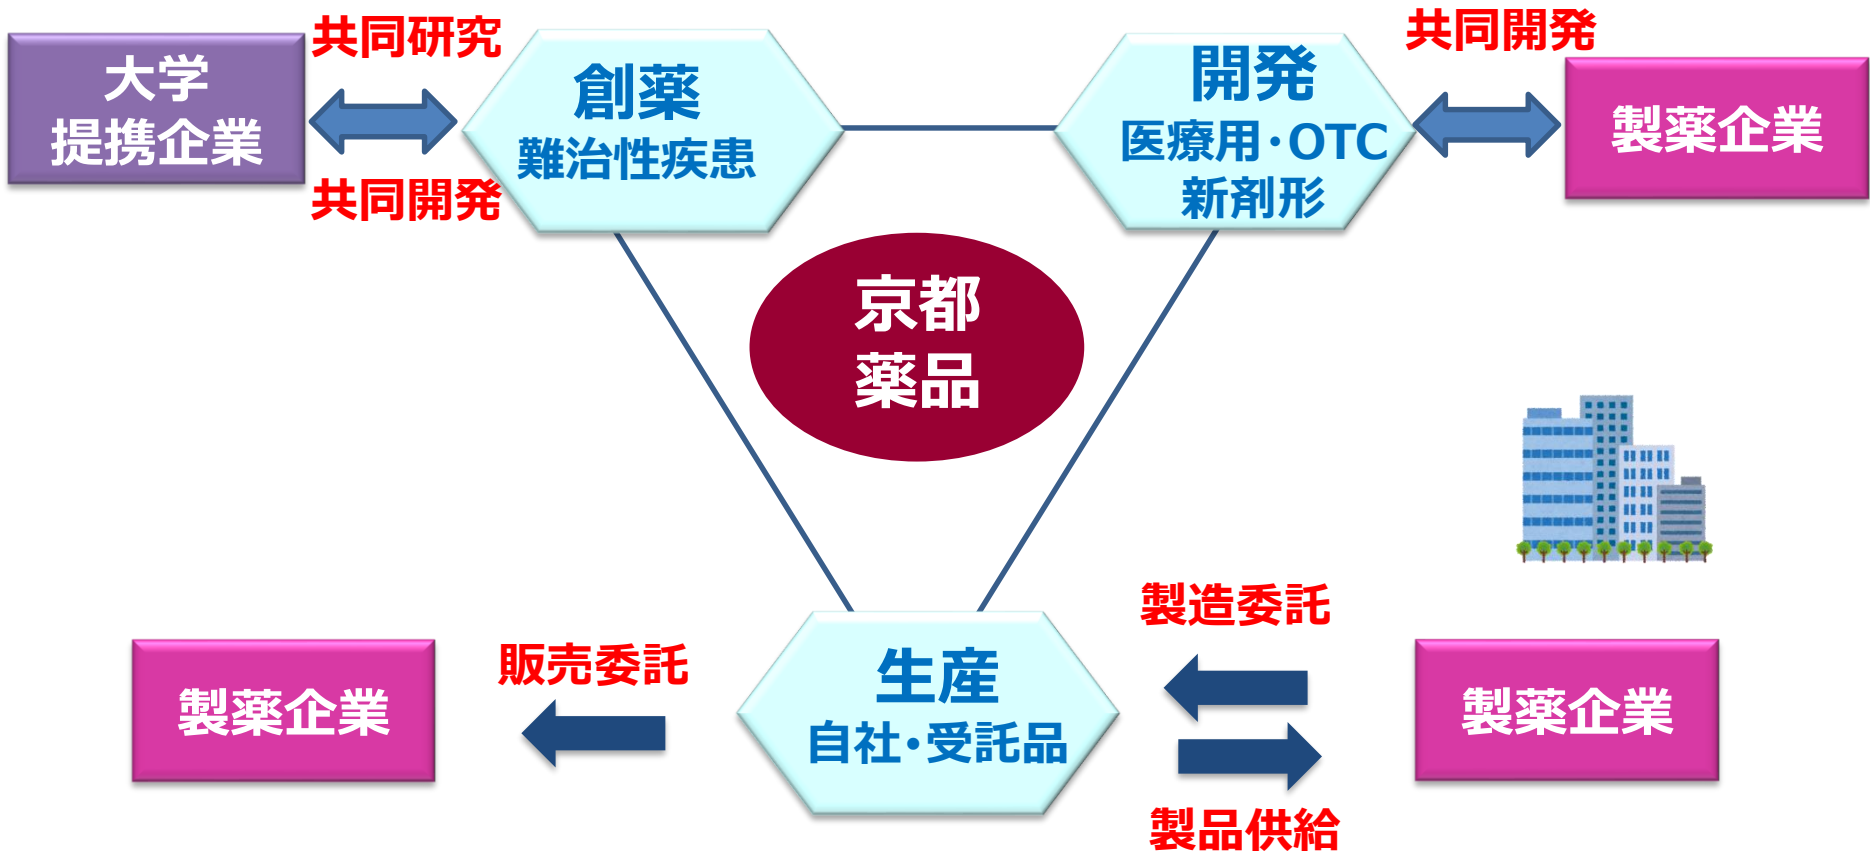 大学
提携企業
共同研究
共同開発
創薬
難治性疾患
開発
医療用・OTC
新剤形
共同開発
製薬企業
京都
薬品
製薬企業
販売委託
生産
自社・受託品
製造委託
製品供給
製薬企業